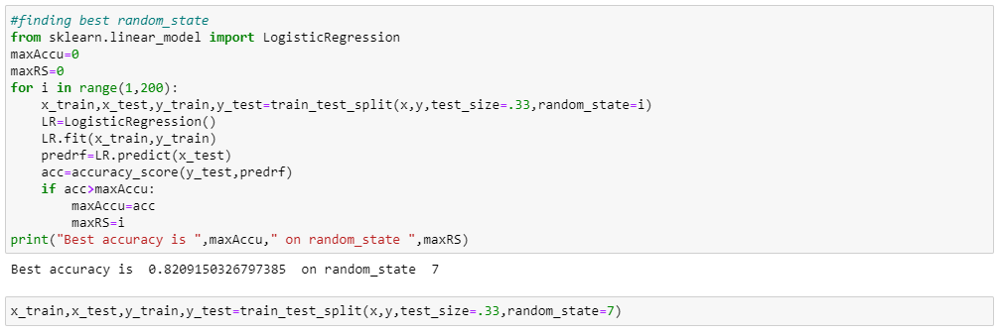 #finding best random_state
from sklearn.linear_model import LogisticRegression
maxAccu=0
maxRS=0
for i in range(1,200):
    x_train,x_test,y_train,y_test=train_test_split(x,y,test_size=.33,random_state=i)
    LR=LogisticRegression()
    LR.fit(x_train,y_train)
    predrf=LR.predict(x_test)
    acc=accuracy_score(y_test,predrf)
    if acc>maxAccu:
        maxAccu=acc
        maxRS=i
print("Best accuracy is ",maxAccu," on random_state ",maxRS)
Best accuracy is  0.8209150326797385  on random_state  7
x_train,x_test,y_train,y_test=train_test_split(x,y,test_size=.33,random_state=7)